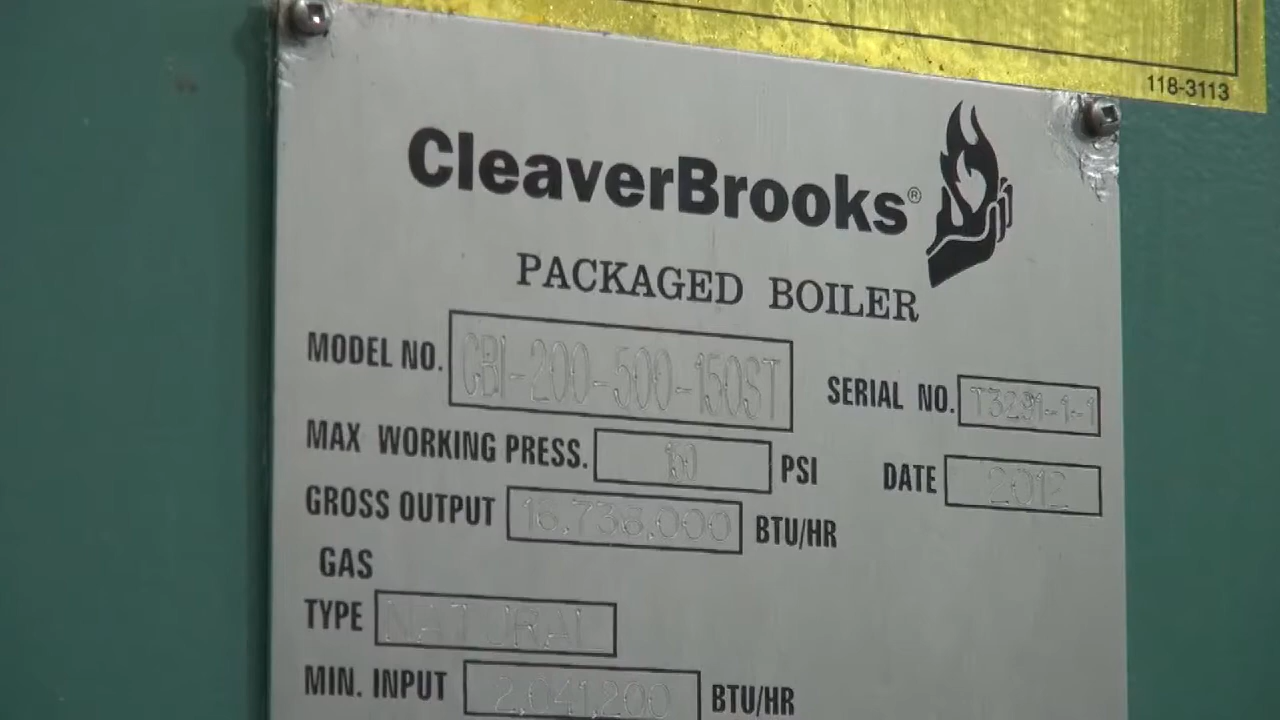 118-3113
CleaverBrooks®
PACKAGED BOILER
MODEL NO. CBI-200-500-150ST
SERIAL NO. T3291-1-1
MAX WORKING PRESS. 150 PSI
DATE 2012
GROSS OUTPUT 16,738,000 BTU/HR
GAS
TYPE NATURAL
MIN. INPUT 2,041,200 BTU/HR